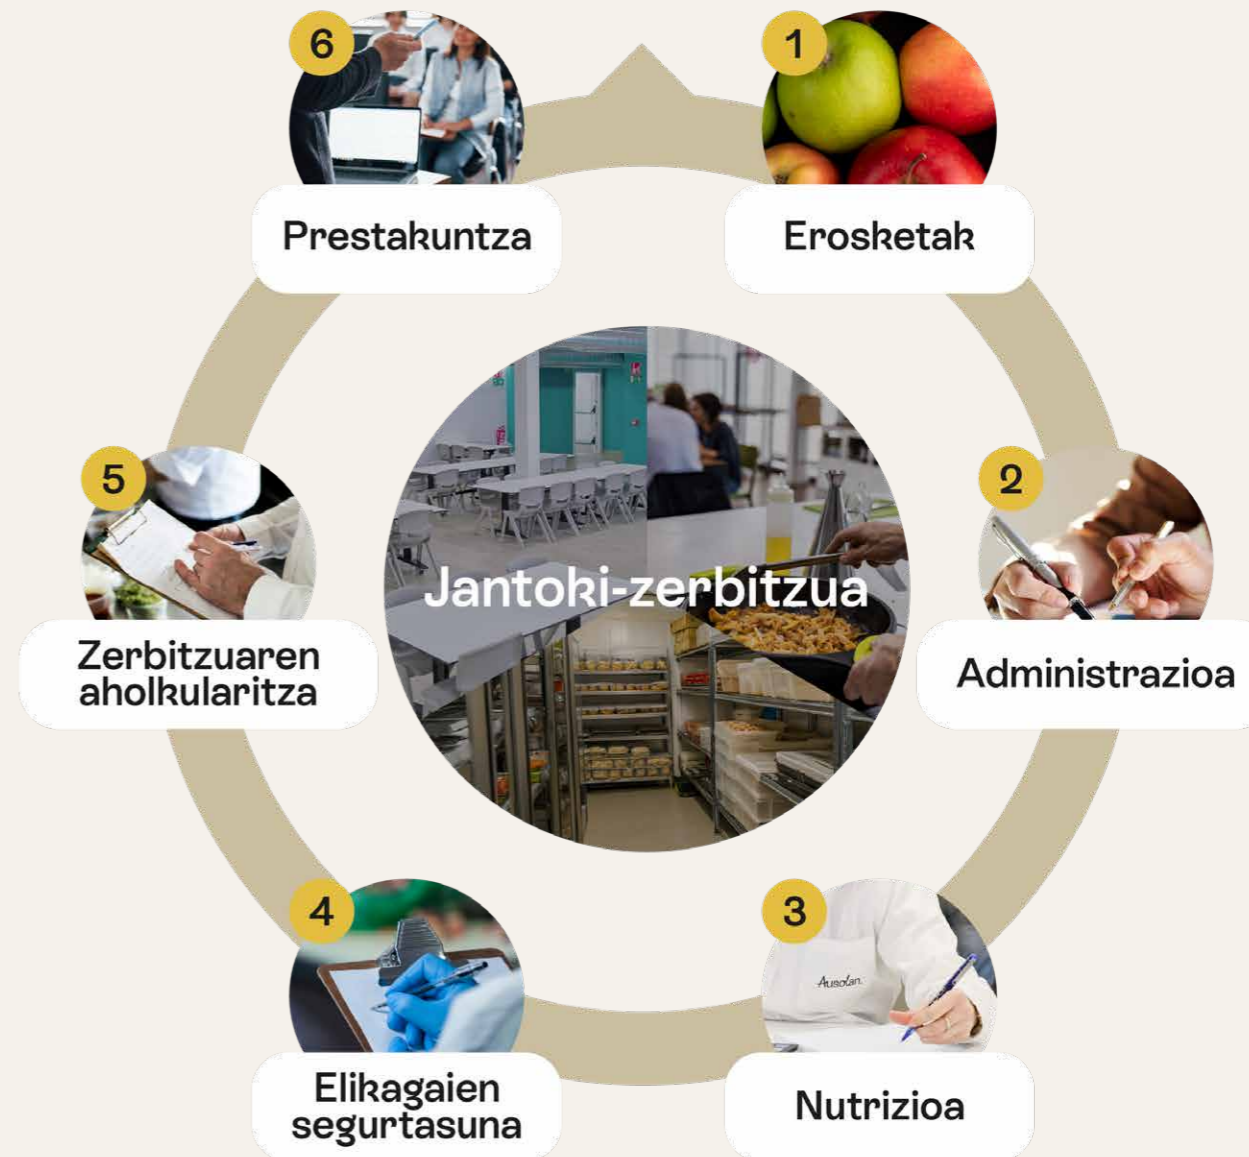 6
Prestakuntza
1
Erosketak
5
Zerbitzuaren
aholkularitza
Jantoki-zerbitzua
2
Administrazioa
4
Elikagaien
segurtasuna
3
Ausolan
Nutrizioa